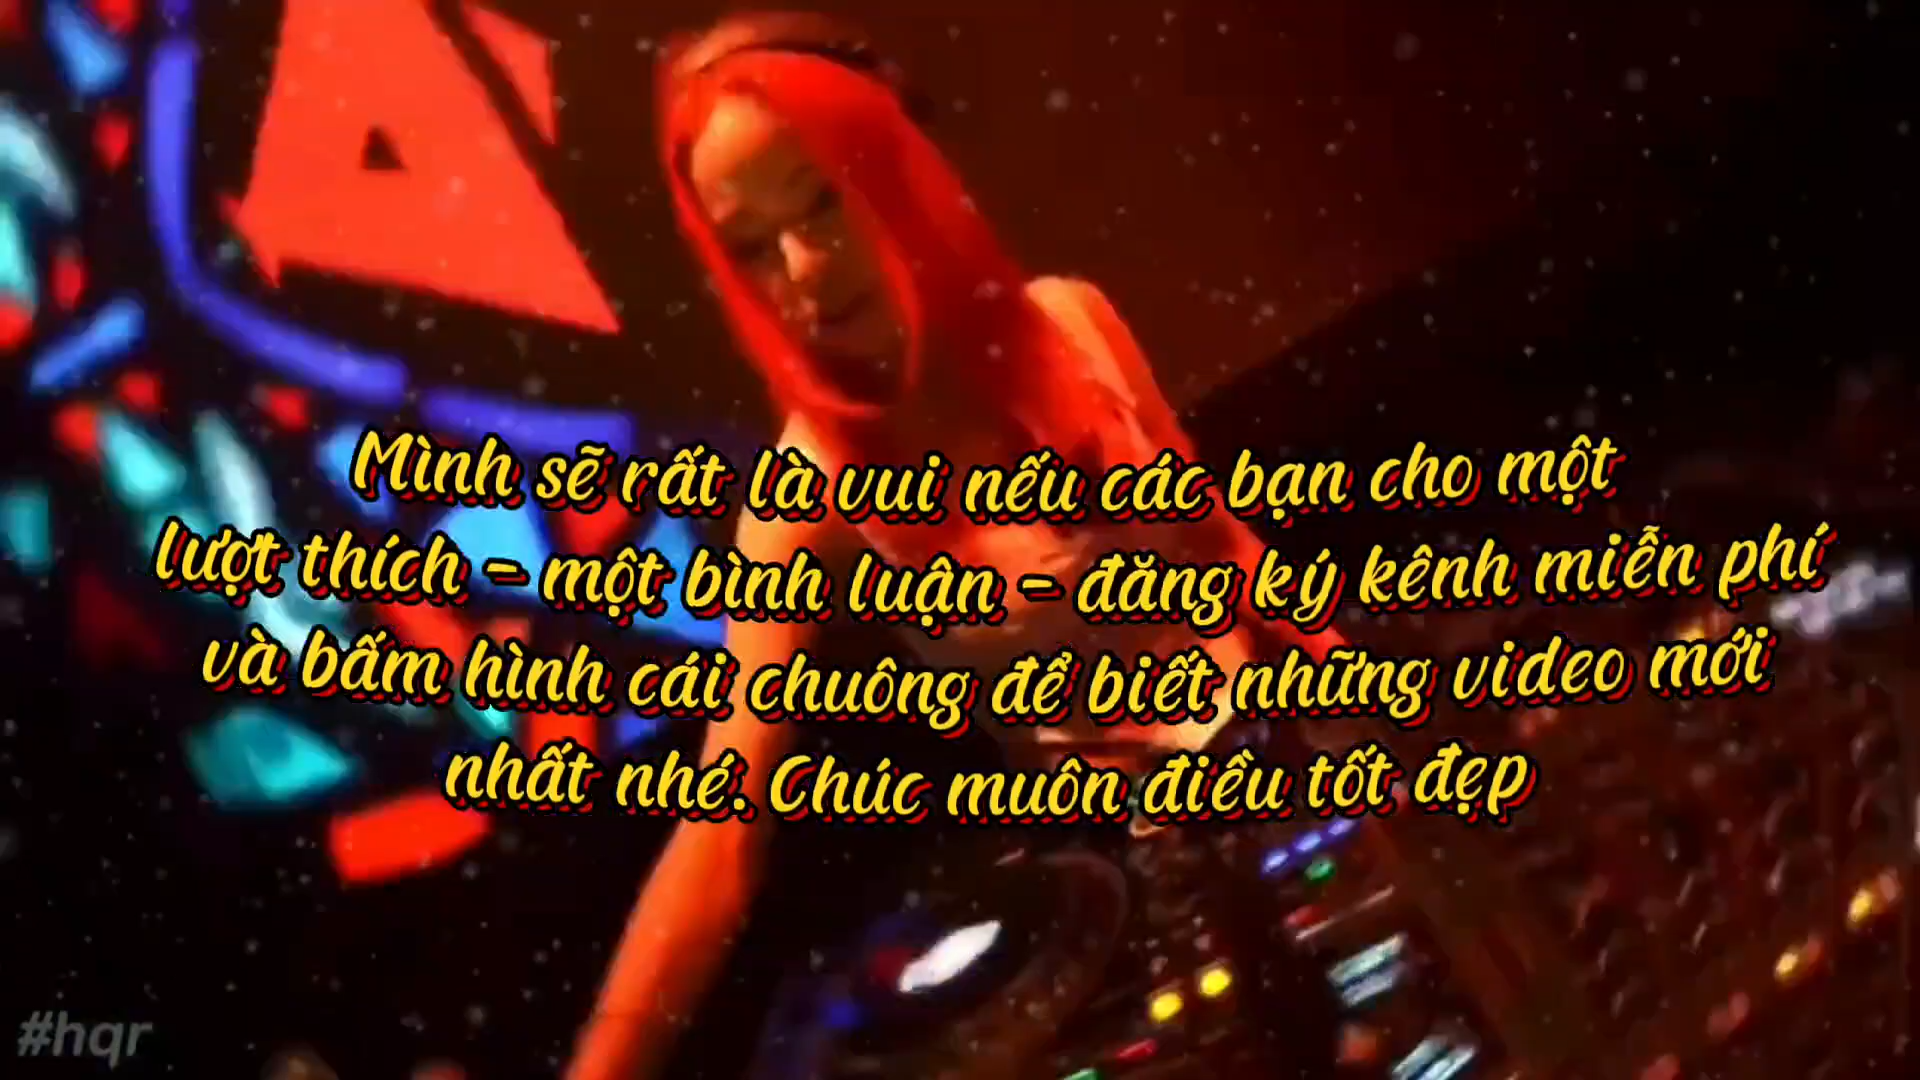 Mình sẽ rất là vui nếu các bạn cho một
lượt thích - một bình luận - đăng ký kênh miễn phí
và bấm hình cái chuông để biết những video mới
nhất nhé. Chúc muôn điều tốt đẹp
#hqr